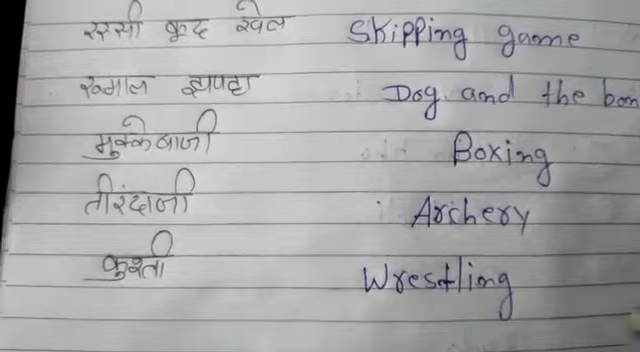 रस्सी कूद खेल Skipping game
रूमाल झपट्टा Dog and the bon
मुक्केबाजी Boxing
तीरंदाजी Archery
कुश्ती Wrestling